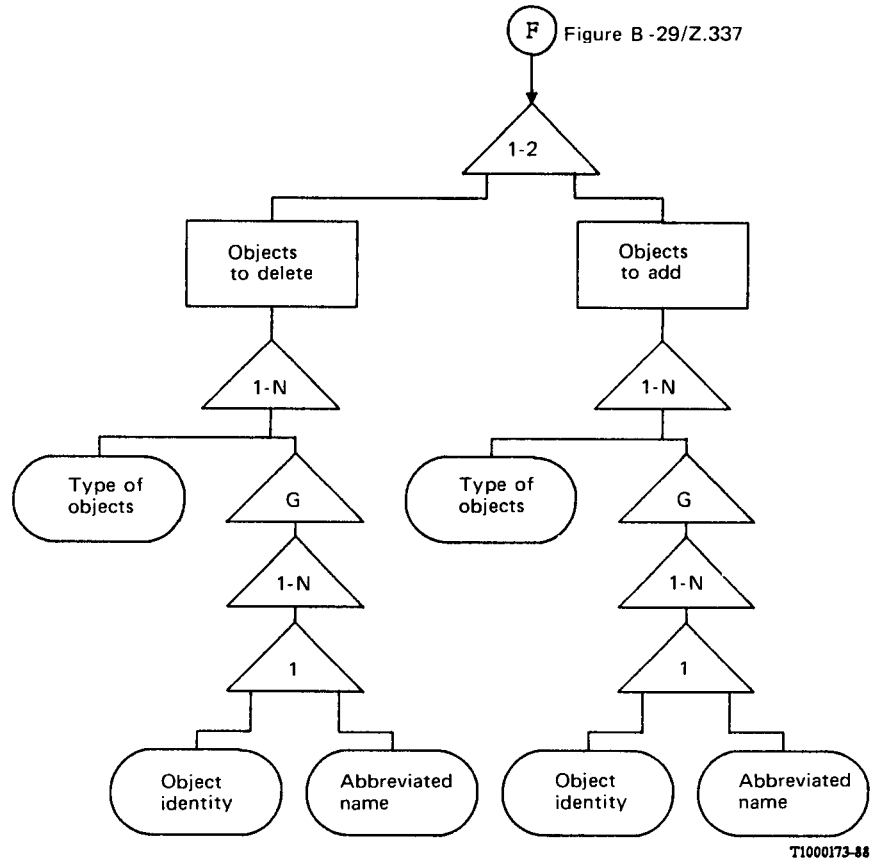 F Figure B-29/Z.337
1-2
Objects
to delete
Objects
to add
1-N
1-N
Type of
objects
G
Type of
objects
G
1-N
1-N
1
1
Object
identity
Abbreviated
name
Object
identity
Abbreviated
name
T1000173-88